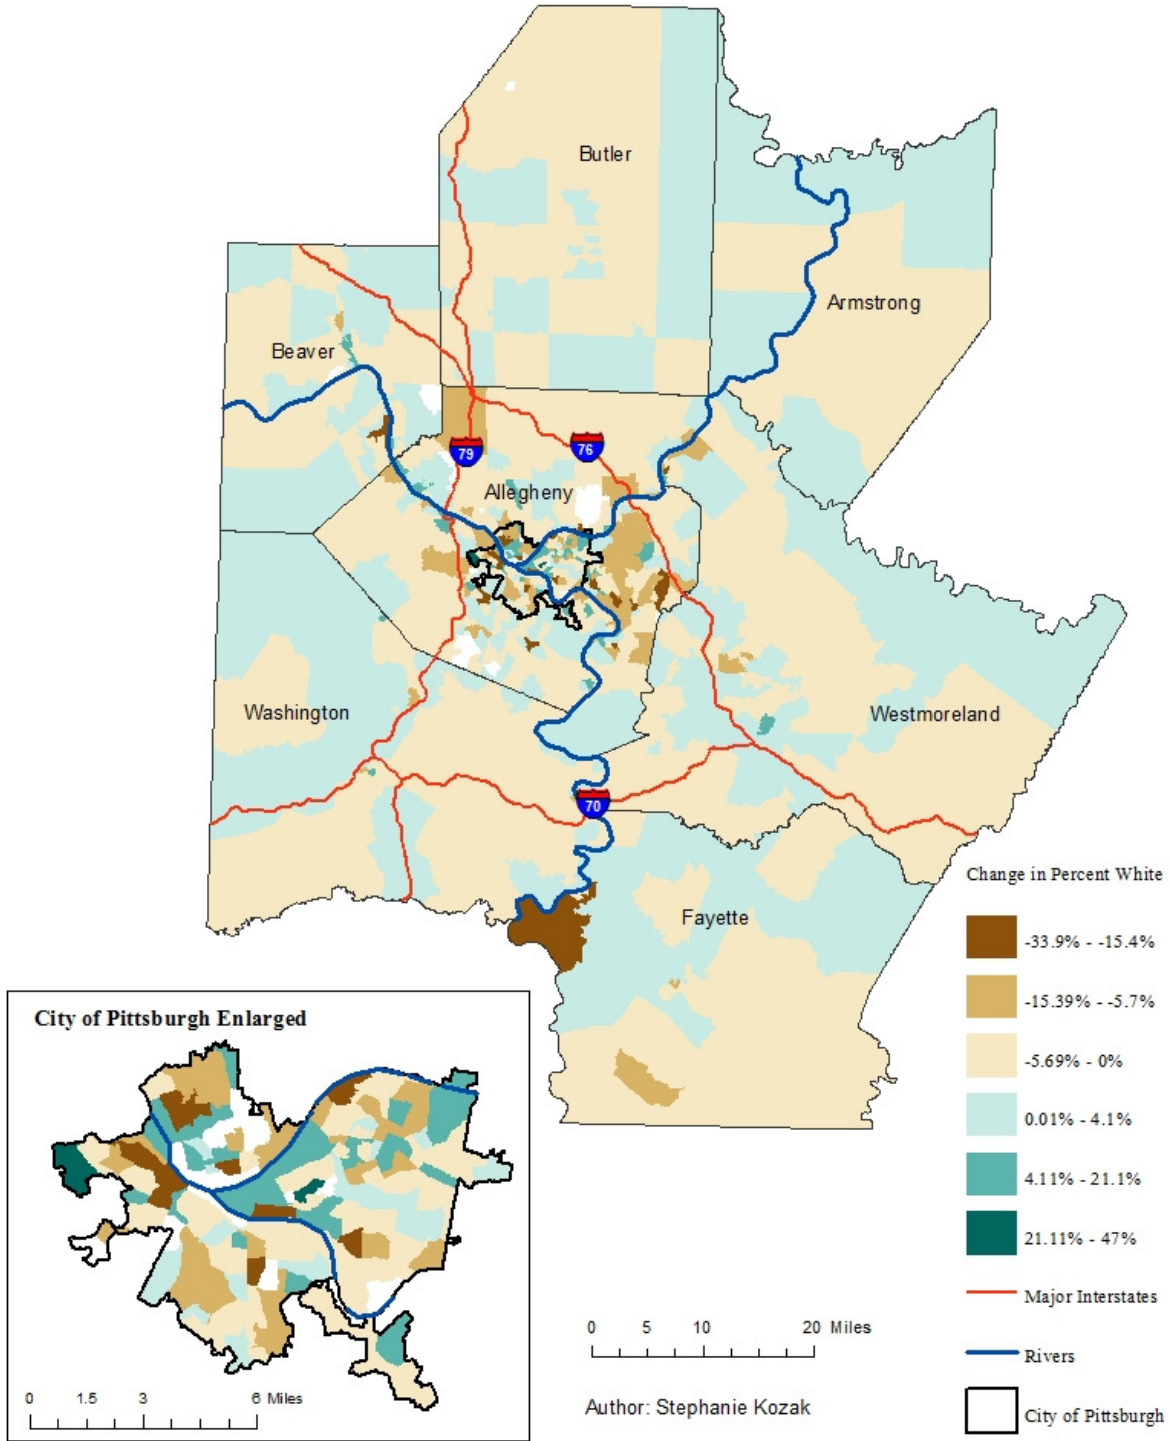 Butler
Armstrong
Beaver
79
76
Allegheny
Washington
Westmoreland
70
Fayette
Change in Percent White
-33.9% - -15.4%
-15.39% - -5.7%
-5.69% - 0%
0.01% - 4.1%
4.11% - 21.1%
21.11% - 47%
Major Interstates
Rivers
City of Pittsburgh
City of Pittsburgh Enlarged
0 1.5 3 6 Miles
0 5 10 20 Miles
Author: Stephanie Kozak